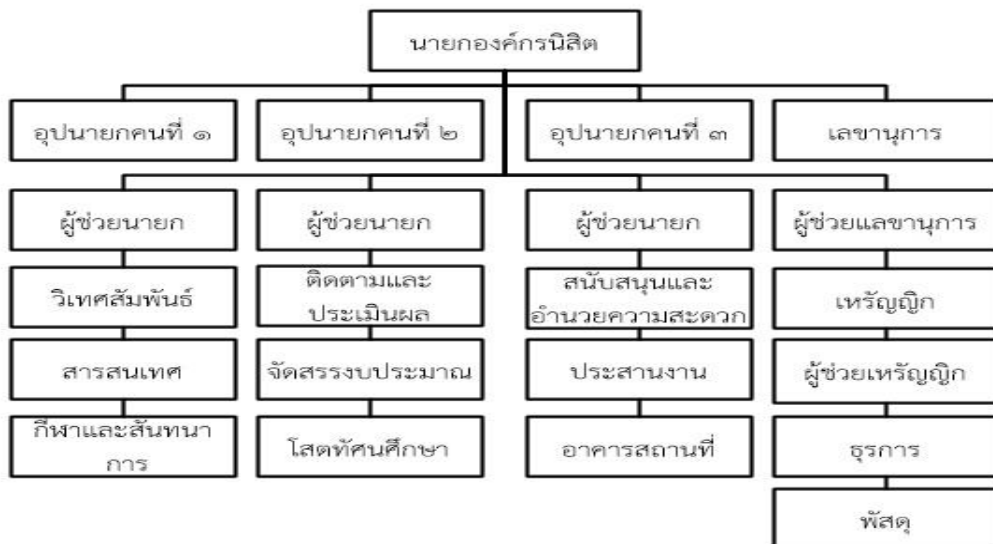 นายกองค์กรนิสิต
อุปนายกคนที่ ๑
อุปนายกคนที่ ๒
อุปนายกคนที่ ๓
เลขานุการ
ผู้ช่วยนายก
ผู้ช่วยนายก
ผู้ช่วยนายก
ผู้ช่วยแลขานุการ
วิเทศสัมพันธ์
ติดตามและ
ประเมินผล
สนับสนุนและ
อำนวยความสะดวก
เหรัญญิก
สารสนเทศ
จัดสรรงบประมาณ
ประสานงาน
ผู้ช่วยเหรัญญิก
กีฬาและสันทนา
การ
โสตทัศนศึกษา
อาคารสถานที่
ธุรการ
พัสดุ